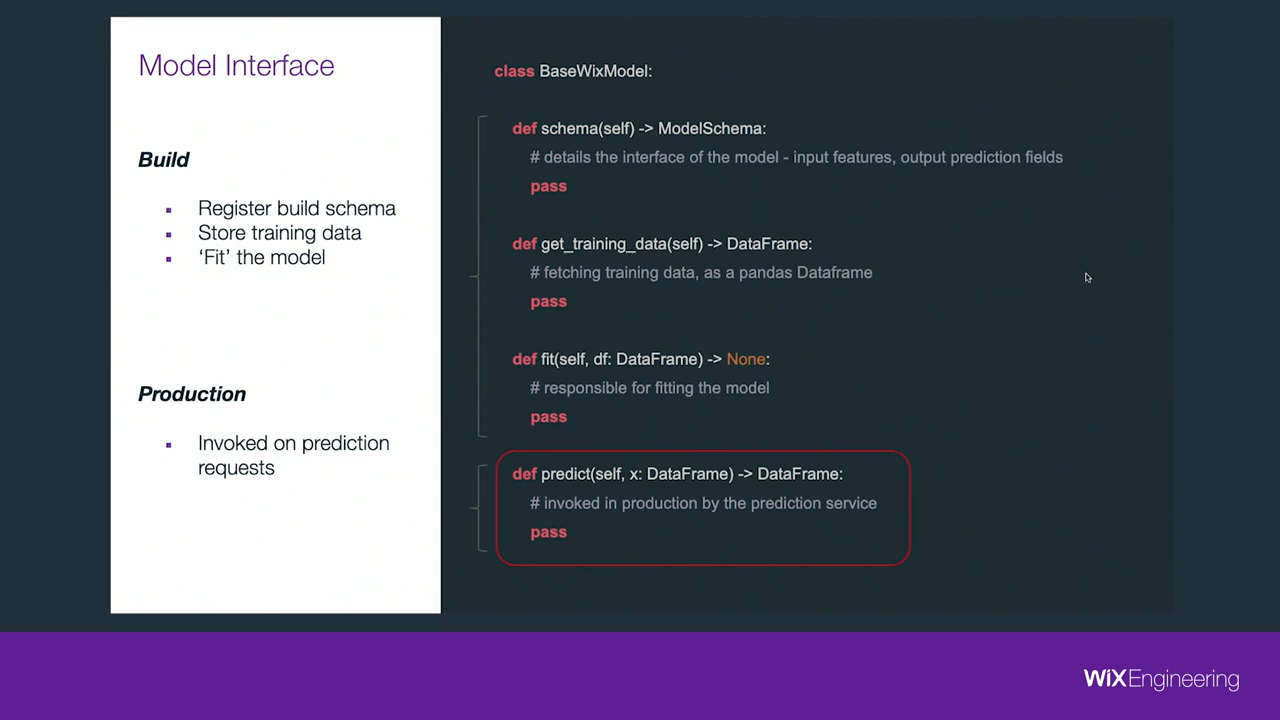 Model Interface
Build
▪ Register build schema
▪ Store training data
▪ ‘Fit’ the model
Production
▪ Invoked on prediction
requests
class BaseWixModel:
def schema(self) -> ModelSchema:
# details the interface of the model - input features, output prediction fields
pass
def get_training_data(self) -> DataFrame:
# fetching training data, as a pandas Dataframe
pass
def fit(self, df: DataFrame) -> None:
# responsible for fitting the model
pass
def predict(self, x: DataFrame) -> DataFrame:
# invoked in production by the prediction service
pass
WiXEngineering